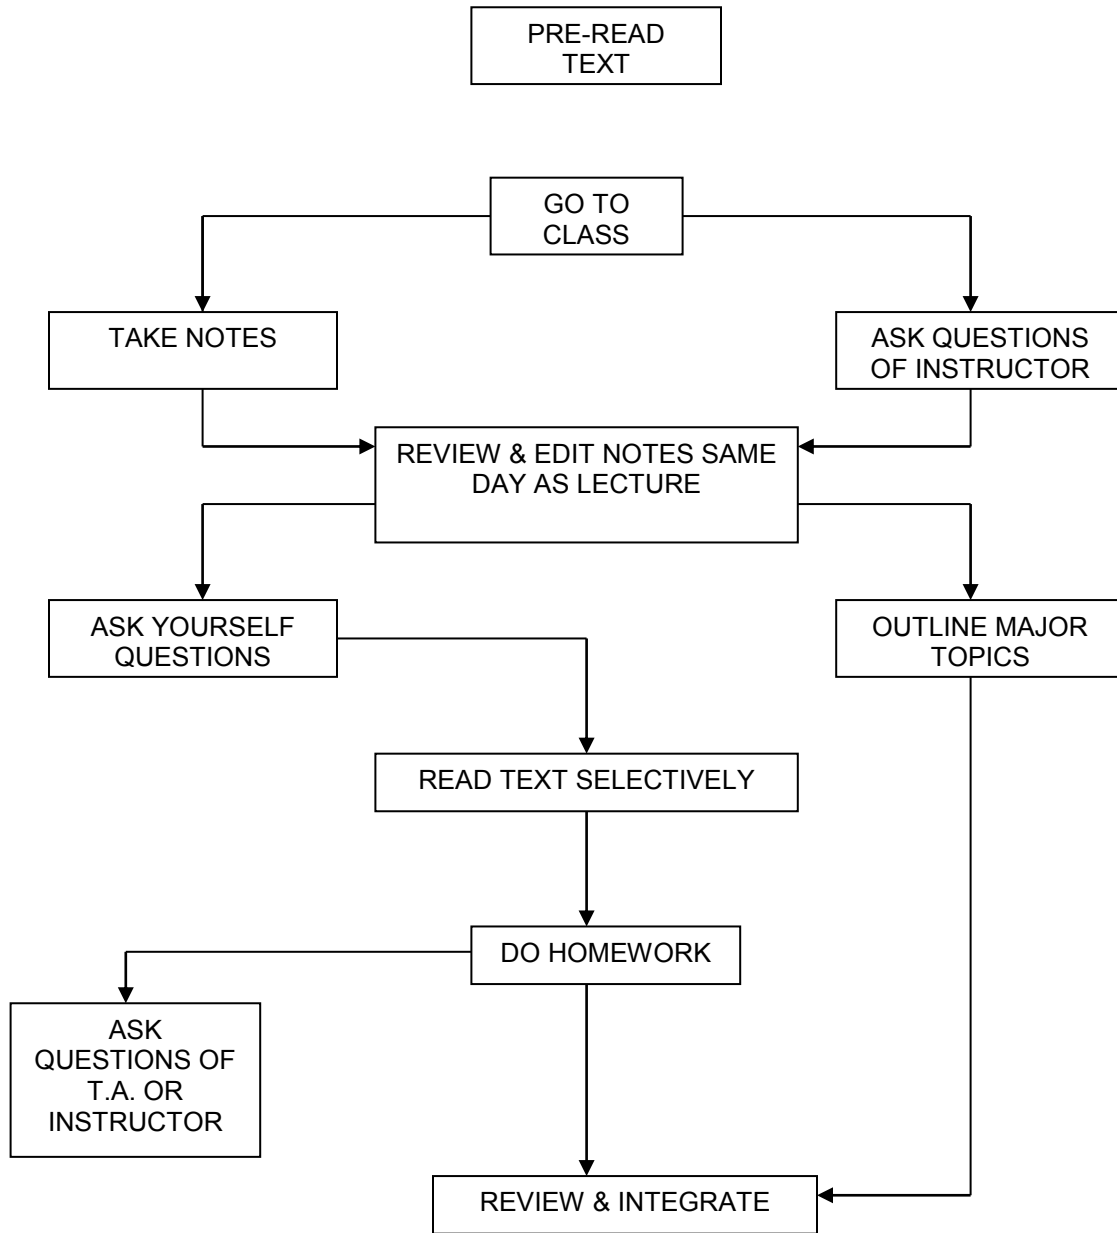 PRE-READ
TEXT
GO TO
CLASS
TAKE NOTES
ASK QUESTIONS
OF INSTRUCTOR
REVIEW & EDIT NOTES SAME
DAY AS LECTURE
ASK YOURSELF
QUESTIONS
OUTLINE MAJOR
TOPICS
READ TEXT SELECTIVELY
DO HOMEWORK
ASK
QUESTIONS OF
T.A. OR
INSTRUCTOR
REVIEW & INTEGRATE